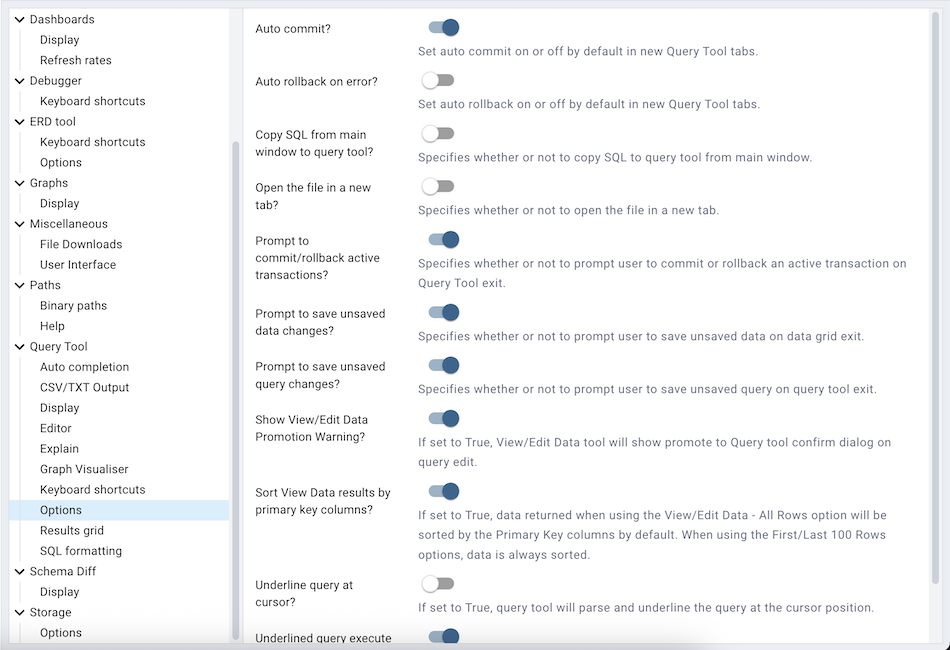 Dashboards
Display
Refresh rates
Debugger
Keyboard shortcuts
ERD tool
Keyboard shortcuts
Options
Graphs
Display
Miscellaneous
File Downloads
User Interface
Paths
Binary paths
Help
Query Tool
Auto completion
CSV/TXT Output
Display
Editor
Explain
Graph Visualiser
Keyboard shortcuts
Options
Results grid
SQL formatting
Schema Diff
Display
Storage
Options
Auto commit?
Set auto commit on or off by default in new Query Tool tabs.
Auto rollback on error?
Set auto rollback on or off by default in new Query Tool tabs.
Copy SQL from main
window to query tool?
Specifies whether or not to copy SQL to query tool from main window.
Open the file in a new
tab?
Specifies whether or not to open the file in a new tab.
Prompt to
commit/rollback active
transactions?
Specifies whether or not to prompt user to commit or rollback an active transaction on
Query Tool exit.
Prompt to save unsaved
data changes?
Specifies whether or not to prompt user to save unsaved data on data grid exit.
Prompt to save unsaved
query changes?
Specifies whether or not to prompt user to save unsaved query on query tool exit.
Show View/Edit Data
Promotion Warning?
If set to True, View/Edit Data tool will show promote to Query tool confirm dialog on
query edit.
Sort View Data results by
primary key columns?
If set to True, data returned when using the View/Edit Data - All Rows option will be
sorted by the Primary Key columns by default. When using the First/Last 100 Rows
options, data is always sorted.
Underline query at
cursor?
If set to True, query tool will parse and underline the query at the cursor position.
Underlined query execute